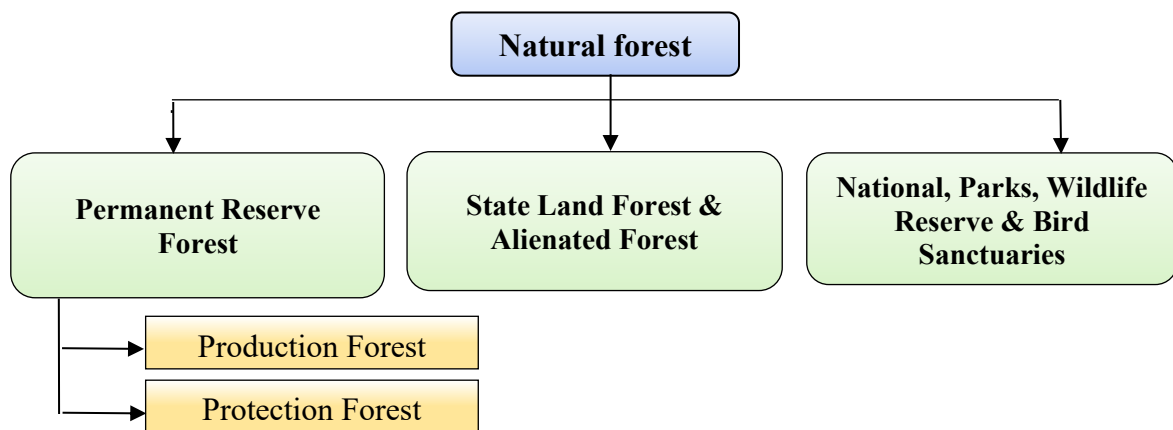 Natural forest
Permanent Reserve
Forest
State Land Forest &
Alienated Forest
National, Parks, Wildlife
Reserve & Bird
Sanctuaries
Production Forest
Protection Forest